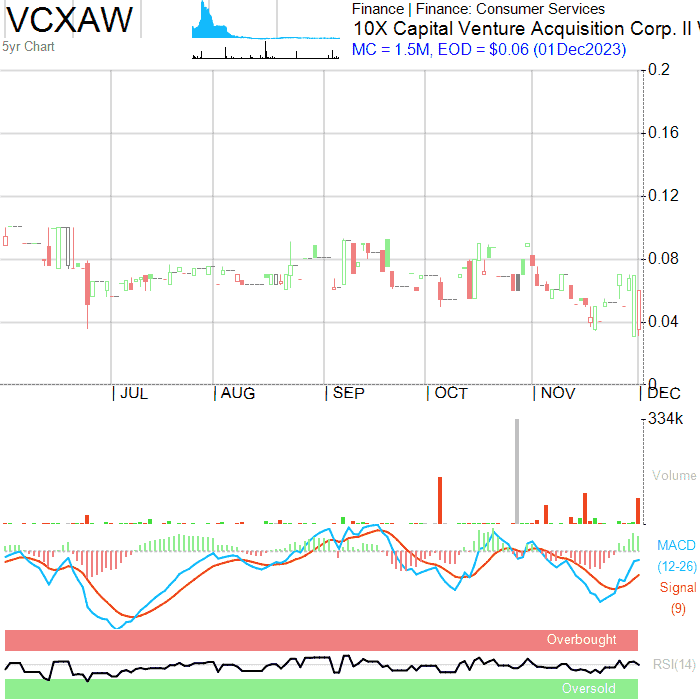 VCXAW
5yr Chart
Finance | Finance: Consumer Services
10X Capital Venture Acquisition Corp. II
MC = 1.5M, EOD = $0.06 (01Dec2023)
0.2
0.16
0.12
0.08
0.04
0
JUL
AUG
SEP
OCT
NOV
DEC
334k
Volume
MACD
(12-26)
Signal
(9)
Overbought
RSI(14)
Oversold